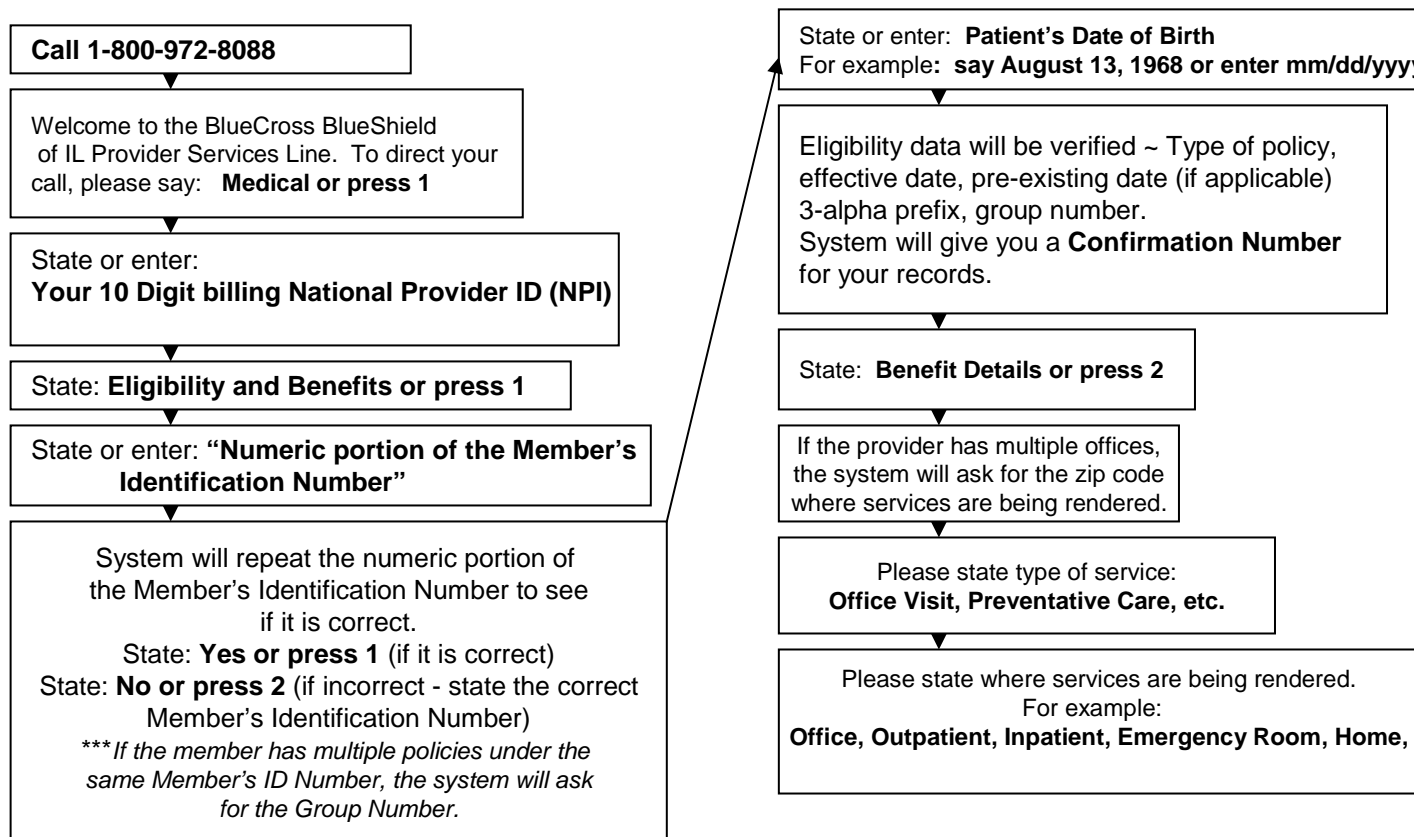 Call 1-800-972-8088
Welcome to the BlueCross BlueShield
of IL Provider Services Line. To direct your
call, please say: Medical or press 1
State or enter:
Your 10 Digit billing National Provider ID (NPI)
State: Eligibility and Benefits or press 1
State or enter: “Numeric portion of the Member’s
Identification Number”
System will repeat the numeric portion of
the Member’s Identification Number to see
if it is correct.
State: Yes or press 1 (if it is correct)
State: No or press 2 (if incorrect - state the correct
Member’s Identification Number)
***If the member has multiple policies under the
same Member’s ID Number, the system will ask
for the Group Number.
State or enter: Patient’s Date of Birth
For example: say August 13, 1968 or enter mm/dd/yyyy
Eligibility data will be verified ~ Type of policy,
effective date, pre-existing date (if applicable)
3-alpha prefix, group number.
System will give you a Confirmation Number
for your records.
State: Benefit Details or press 2
If the provider has multiple offices,
the system will ask for the zip code
where services are being rendered.
Please state type of service:
Office Visit, Preventative Care, etc.
Please state where services are being rendered.
For example:
Office, Outpatient, Inpatient, Emergency Room, Home,